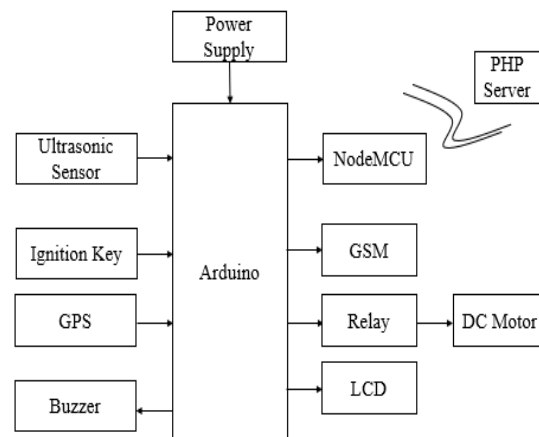 Power
Supply
PHP
Server
Ultrasonic
Sensor
NodeMCU
Ignition Key
Arduino
GSM
GPS
Relay
DC Motor
Buzzer
LCD